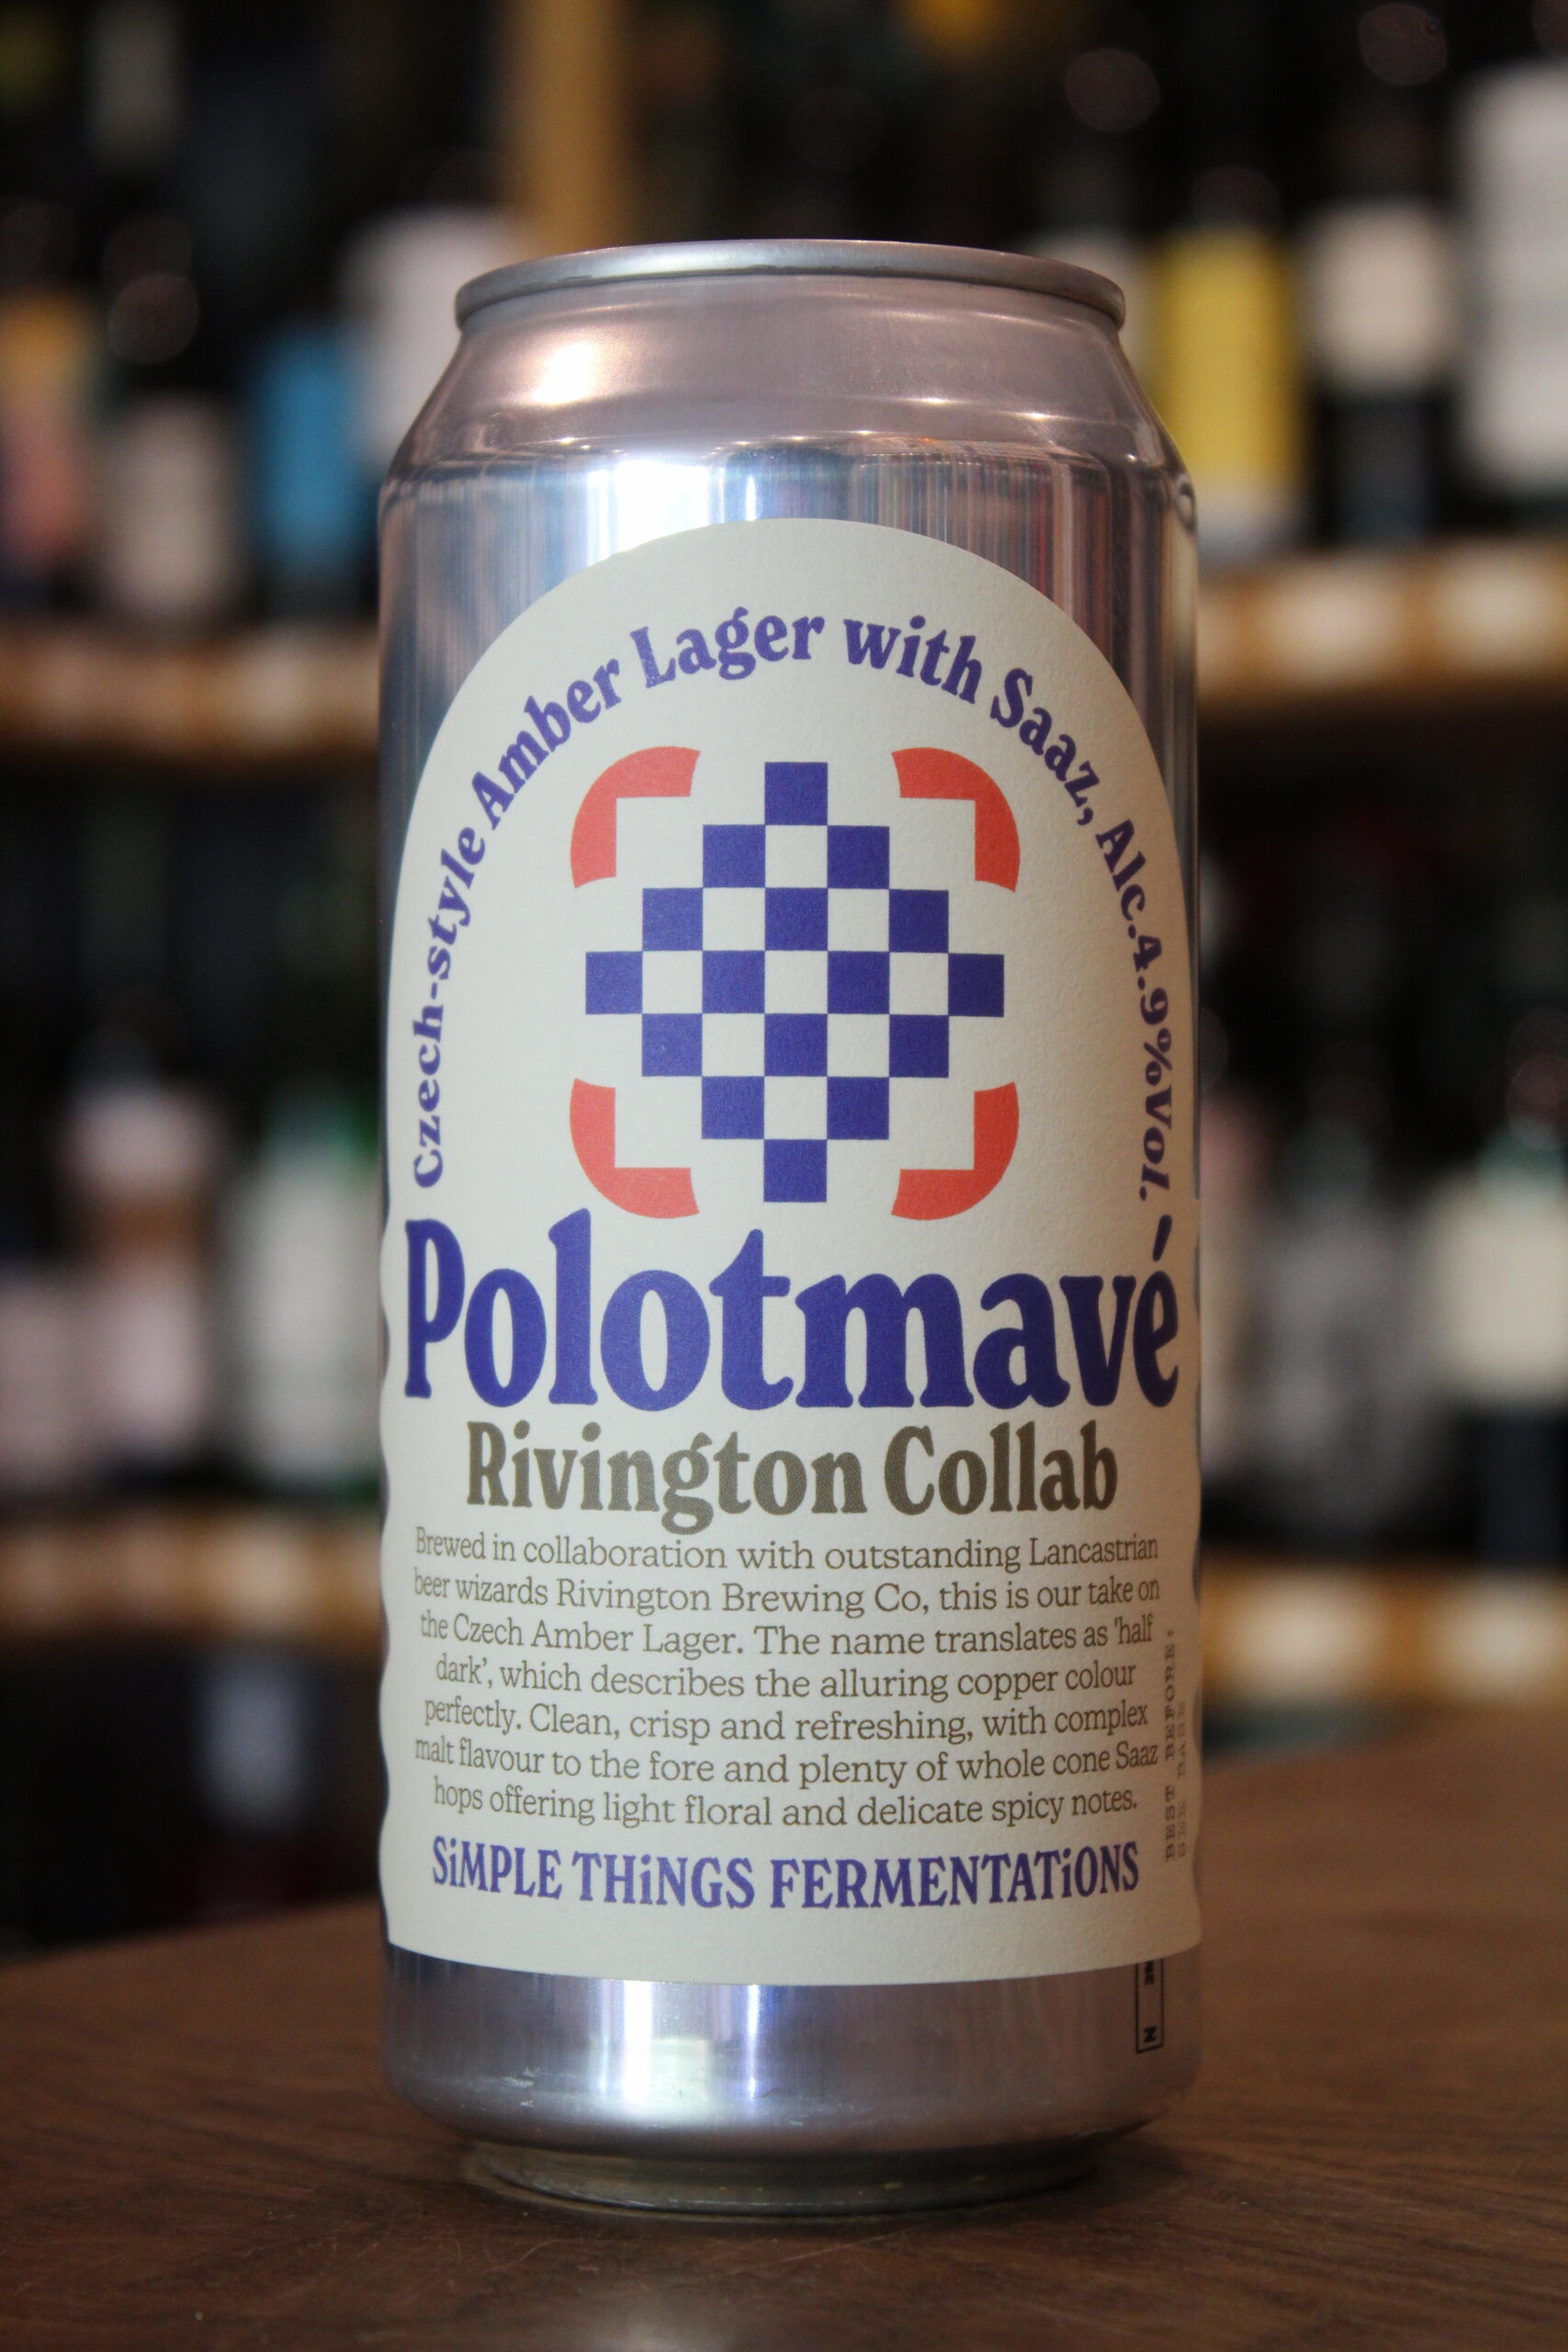 Czech-style Amber Lager with Saaz, Alc.4.9%Vol.
Polotmavé
Rivington Collab
Brewed in collaboration with outstanding Lancastrian
beer wizards Rivington Brewing Co, this is our take on
the Czech Amber Lager. The name translates as 'half
dark', which describes the alluring copper colour
perfectly. Clean, crisp and refreshing, with complex
malt flavour to the fore and plenty of whole cone Saaz
hops offering light floral and delicate spicy notes.
SiMPLE THiNGS FERMENTATiONS
BEST BEFORE:
SEE BASE